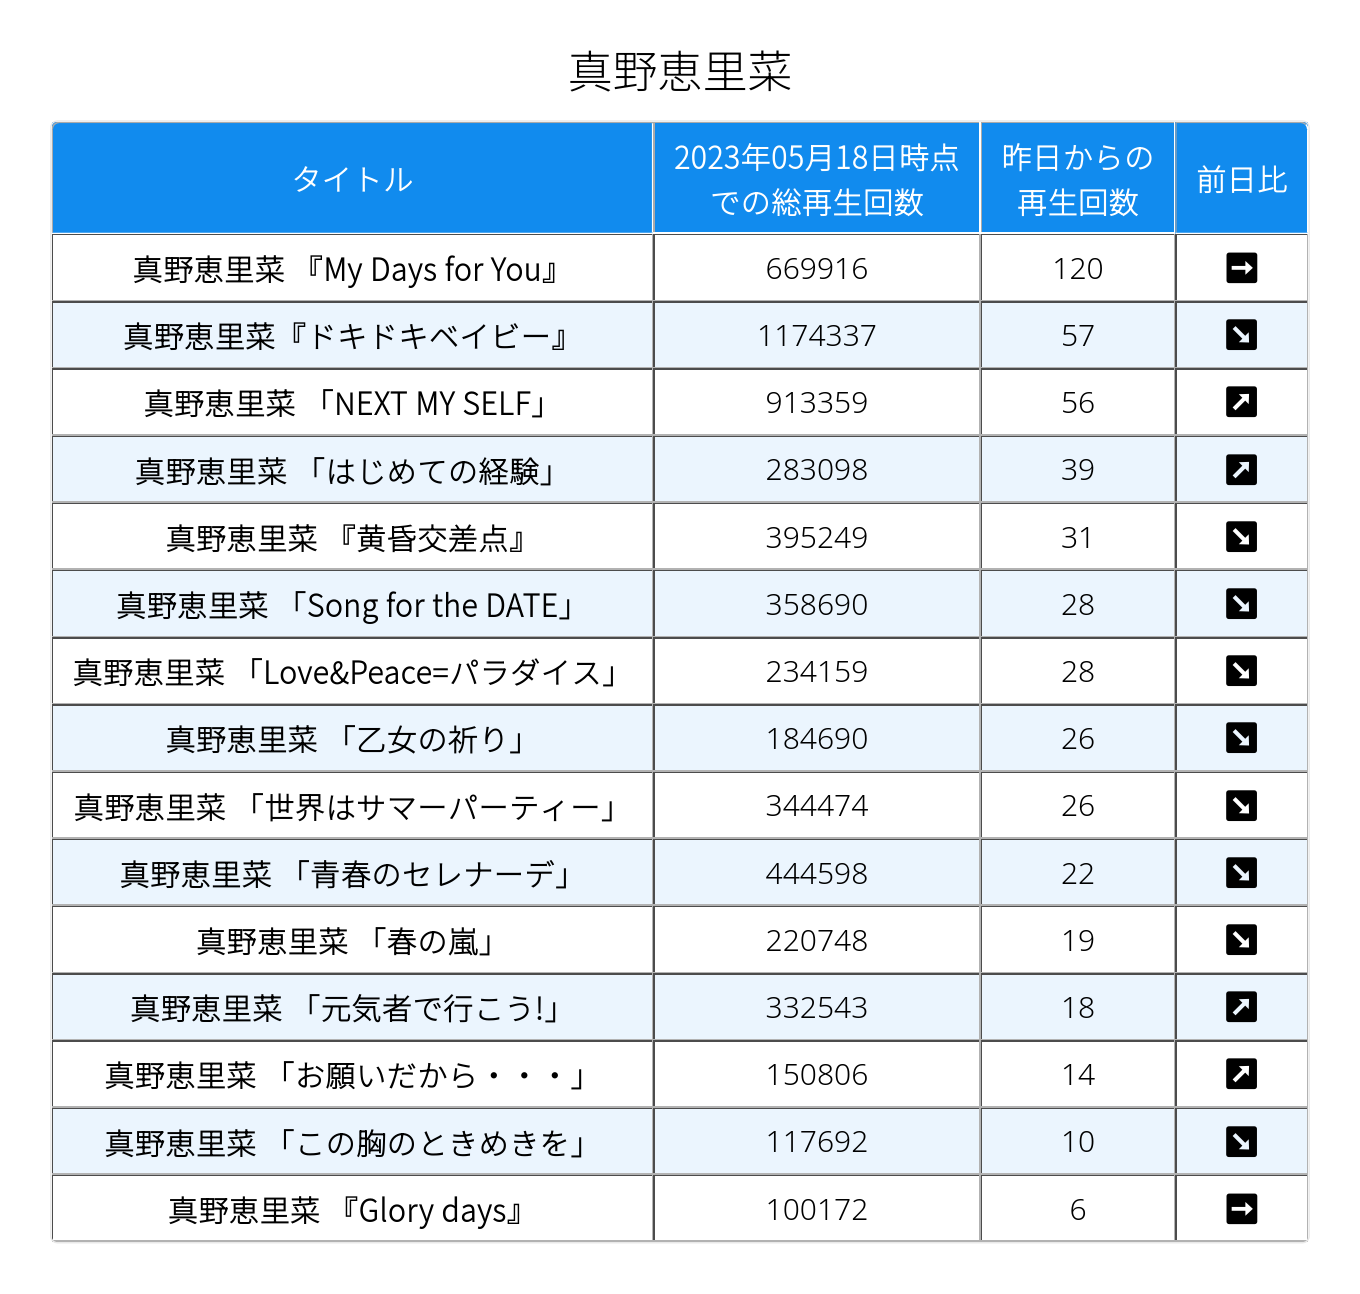 真野恵里菜
タイトル 2023年05月18日時点での総再生回数 昨日からの再生回数 前日比
真野恵里菜 『My Days for You』 669916 120 ➡
真野恵里菜『ドキドキベイビー』 1174337 57 ↘
真野恵里菜 「NEXT MY SELF」 913359 56 ↗
真野恵里菜 「はじめての経験」 283098 39 ↗
真野恵里菜 『黄昏交差点』 395249 31 ↘
真野恵里菜 「Song for the DATE」 358690 28 ↘
真野恵里菜 「Love&Peace=パラダイス」 234159 28 ↘
真野恵里菜 「乙女の祈り」 184690 26 ↘
真野恵里菜 「世界はサマーパーティー」 344474 26 ↘
真野恵里菜 「青春のセレナーデ」 444598 22 ↘
真野恵里菜 「春の嵐」 220748 19 ↘
真野恵里菜 「元気者で行こう!」 332543 18 ↗
真野恵里菜 「お願いだから・・・」 150806 14 ↗
真野恵里菜 「この胸のときめきを」 117692 10 ↘
真野恵里菜 『Glory days』 100172 6 ➡